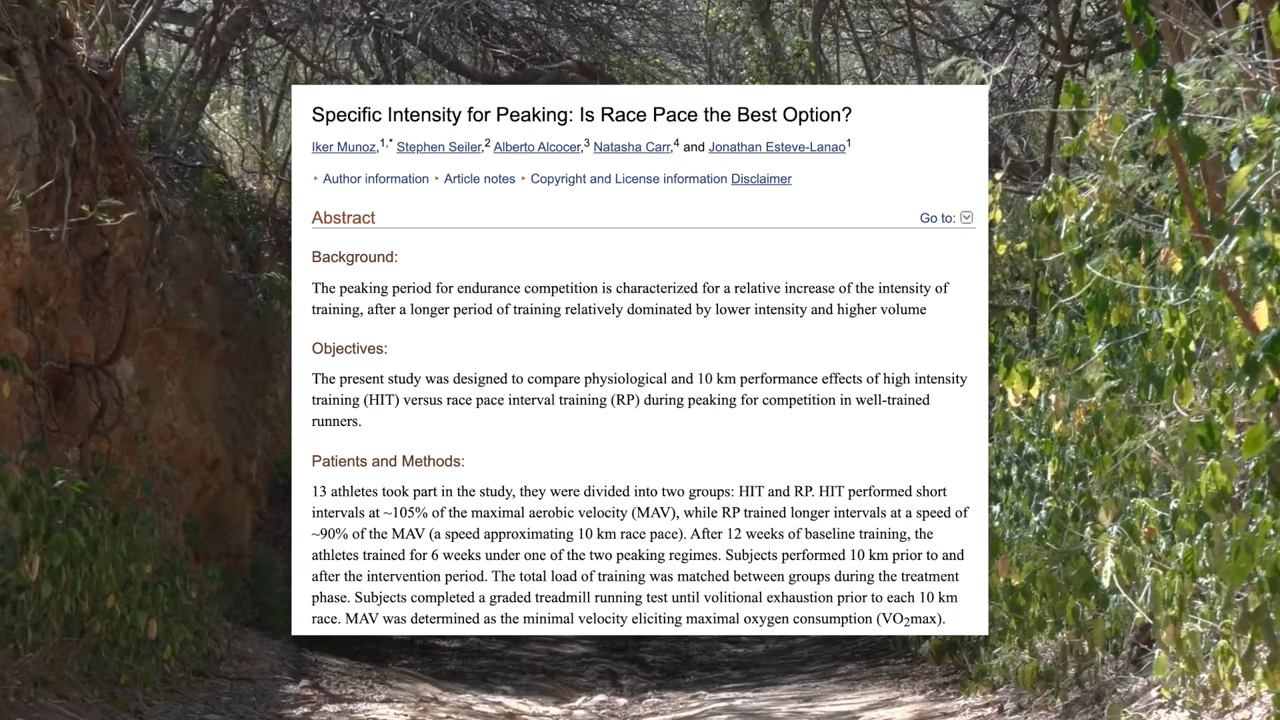 Specific Intensity for Peaking: Is Race Pace the Best Option?
Iker Munoz,1,* Stephen Seiler,2 Alberto Alcocer,3 Natasha Carr,4 and Jonathan Esteve-Lanao1
‣ Author information ‣ Article notes ‣ Copyright and License information Disclaimer
Abstract
Go to:
Background:
The peaking period for endurance competition is characterized for a relative increase of the intensity of
training, after a longer period of training relatively dominated by lower intensity and higher volume
Objectives:
The present study was designed to compare physiological and 10 km performance effects of high intensity
training (HIT) versus race pace interval training (RP) during peaking for competition in well-trained
runners.
Patients and Methods:
13 athletes took part in the study, they were divided into two groups: HIT and RP. HIT performed short
intervals at ~105% of the maximal aerobic velocity (MAV), while RP trained longer intervals at a speed of
~90% of the MAV (a speed approximating 10 km race pace). After 12 weeks of baseline training, the
athletes trained for 6 weeks under one of the two peaking regimes. Subjects performed 10 km prior to and
after the intervention period. The total load of training was matched between groups during the treatment
phase. Subjects completed a graded treadmill running test until volitional exhaustion prior to each 10 km
race. MAV was determined as the minimal velocity eliciting maximal oxygen consumption (VO2max).